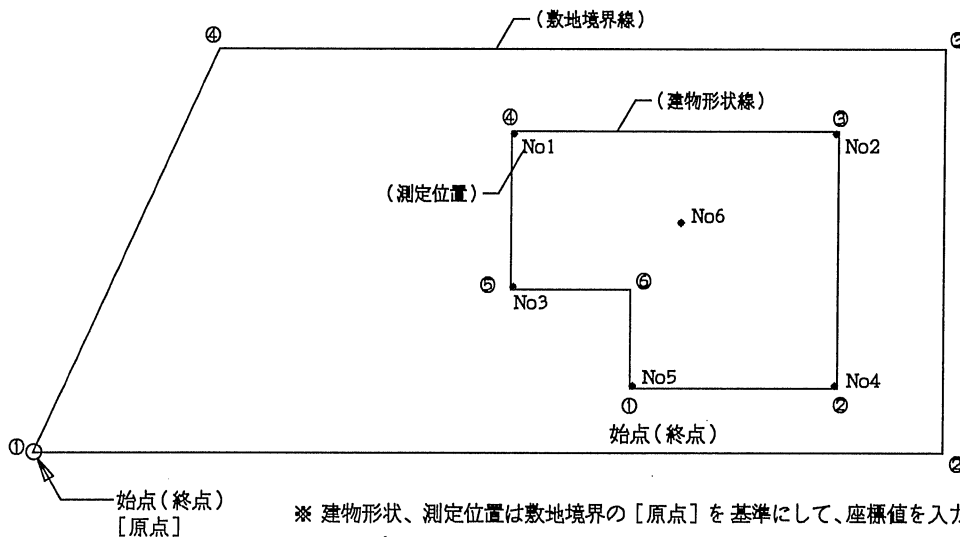 (敷地境界線)
④
(建物形状線)
④
③
No1
No2
(測定位置)
No6
⑤
⑥
No3
No5
No4
①
②
①
始点(終点)
②
始点(終点)
[原点]
※ 建物形状、測定位置は敷地境界の [原点] を基準にして、座標値を入力